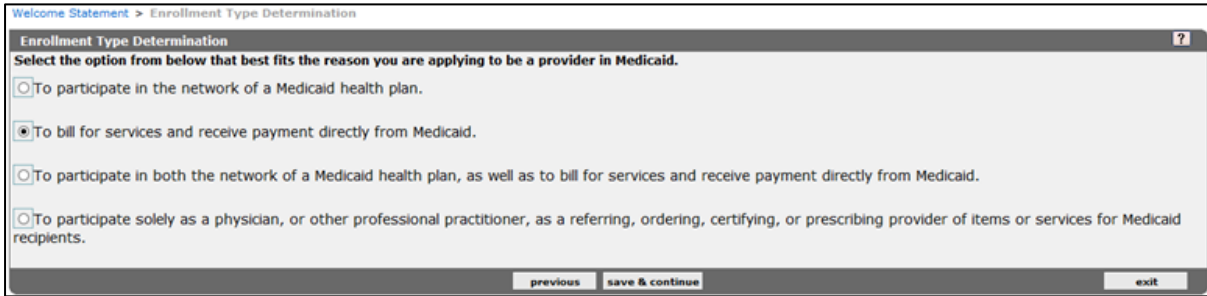 Welcome Statement > Enrollment Type Determination
Enrollment Type Determination ?
Select the option from below that best fits the reason you are applying to be a provider in Medicaid.
To participate in the network of a Medicaid health plan.
To bill for services and receive payment directly from Medicaid.
To participate in both the network of a Medicaid health plan, as well as to bill for services and receive payment directly from Medicaid.
To participate solely as a physician, or other professional practitioner, as a referring, ordering, certifying, or prescribing provider of items or services for Medicaid
recipients.
previous save & continue exit